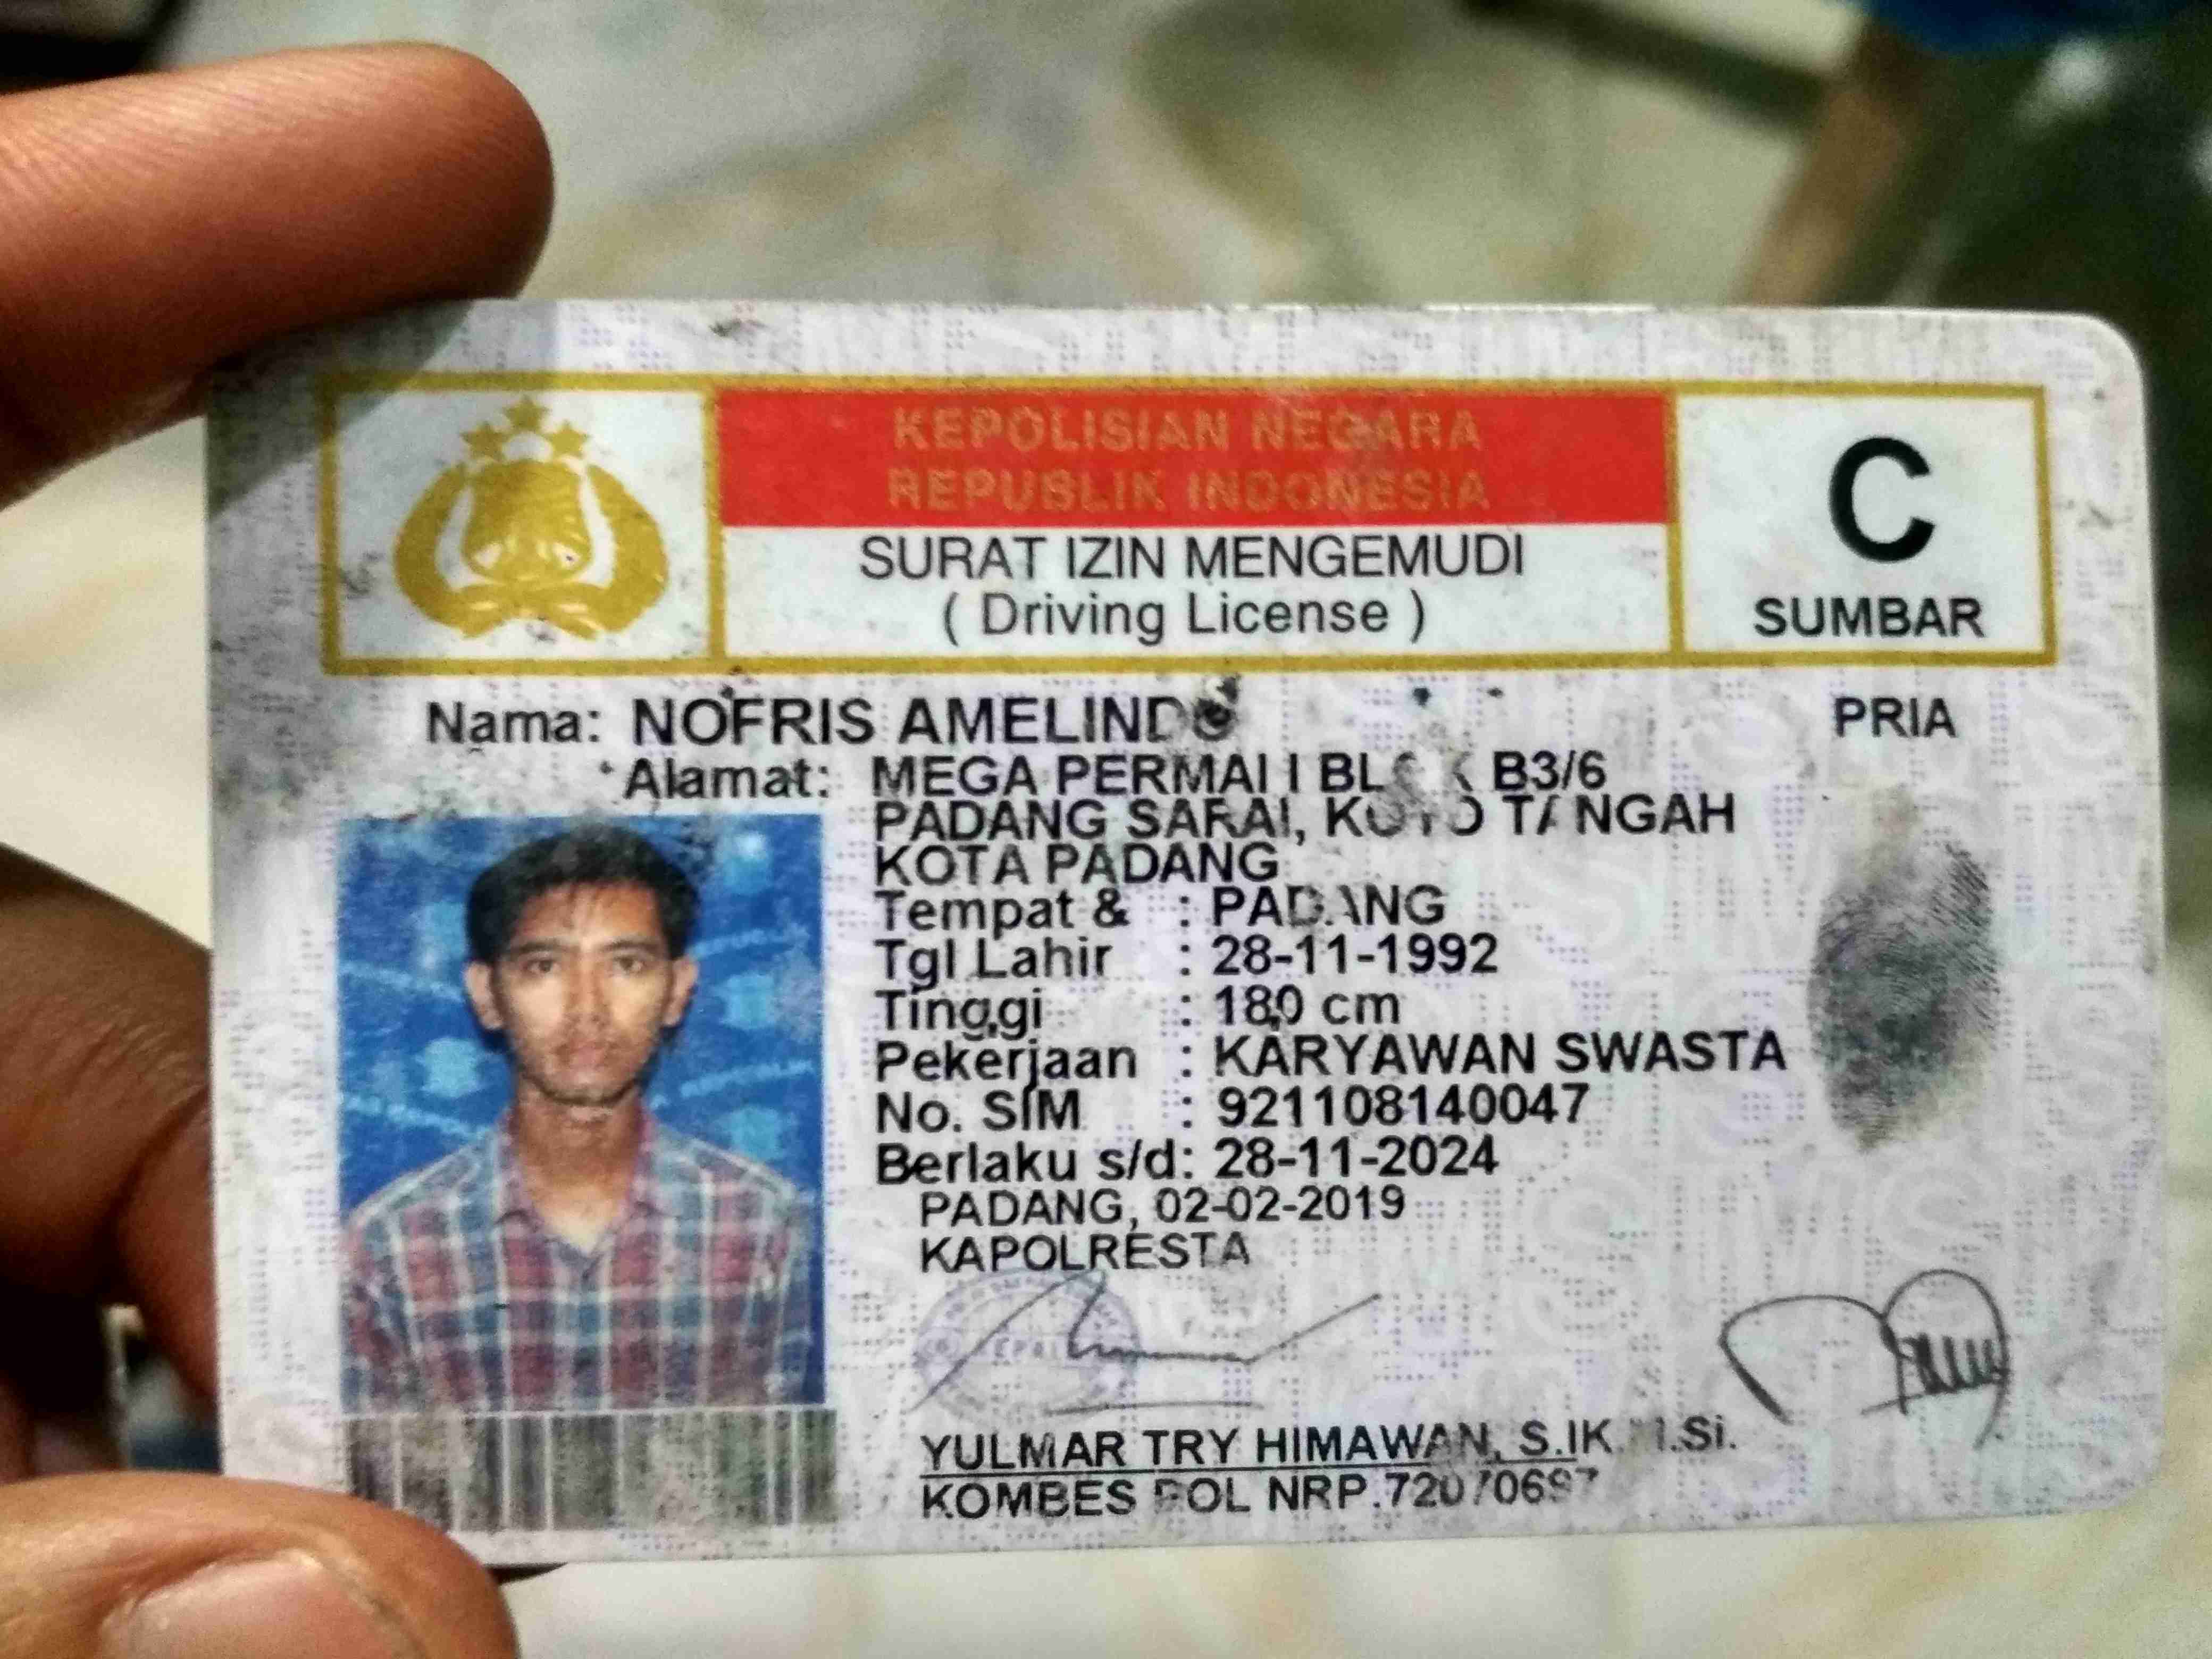 KEPOLISIAN NEGARA
REPUBLIK INDONESIA
SURAT IZIN MENGEMUDI
( Driving License )
C
SUMBAR
Nama: NOFRIS AMELINDO
PRIA
Alamat: MEGA PERMAI I BLOK B3/6
PADANG SARAI, KOTO TANGAH
KOTA PADANG
Tempat & : PADANG
Tgl Lahir : 28-11-1992
Tinggi : 180 cm
Pekerjaan : KARYAWAN SWASTA
No. SIM : 921108140047
Berlaku s/d: 28-11-2024
PADANG, 02-02-2019
KAPOLRESTA
YULMAR TRY HIMAWAN, S.IK.M.Si.
KOMBES POL NRP.72070697